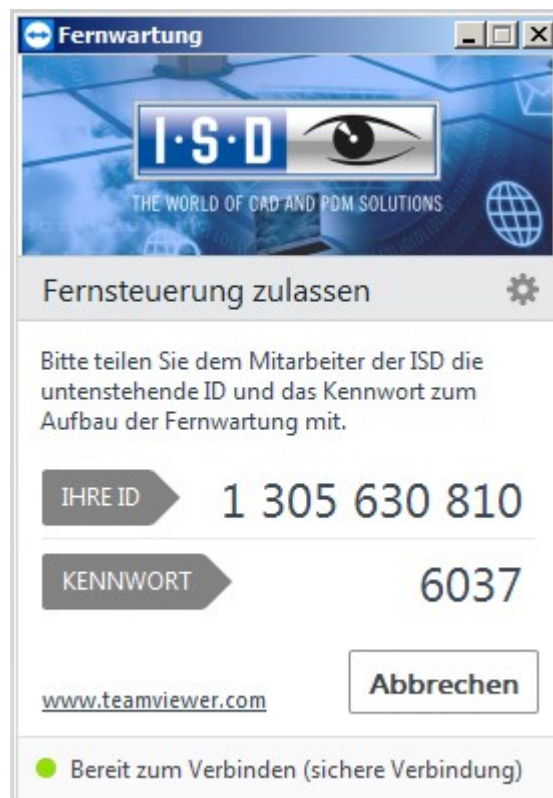 Fernwartung
I·S·D
THE WORLD OF CAD AND PDM SOLUTIONS
Fernsteuerung zulassen
Bitte teilen Sie dem Mitarbeiter der ISD die
untenstehende ID und das Kennwort zum
Aufbau der Fernwartung mit.
IHRE ID 1 305 630 810
KENNWORT 6037
www.teamviewer.com Abbrechen
Bereit zum Verbinden (sichere Verbindung)